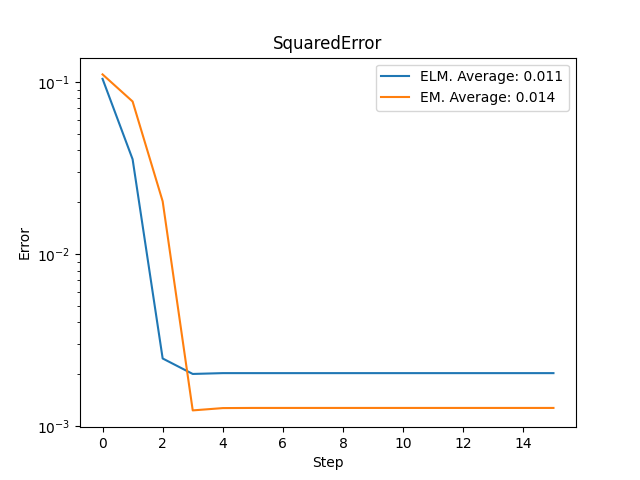 SquaredError
ELM. Average: 0.011
EM. Average: 0.014
10⁻¹
10⁻²
10⁻³
Error
0 2 4 6 8 10 12 14
Step